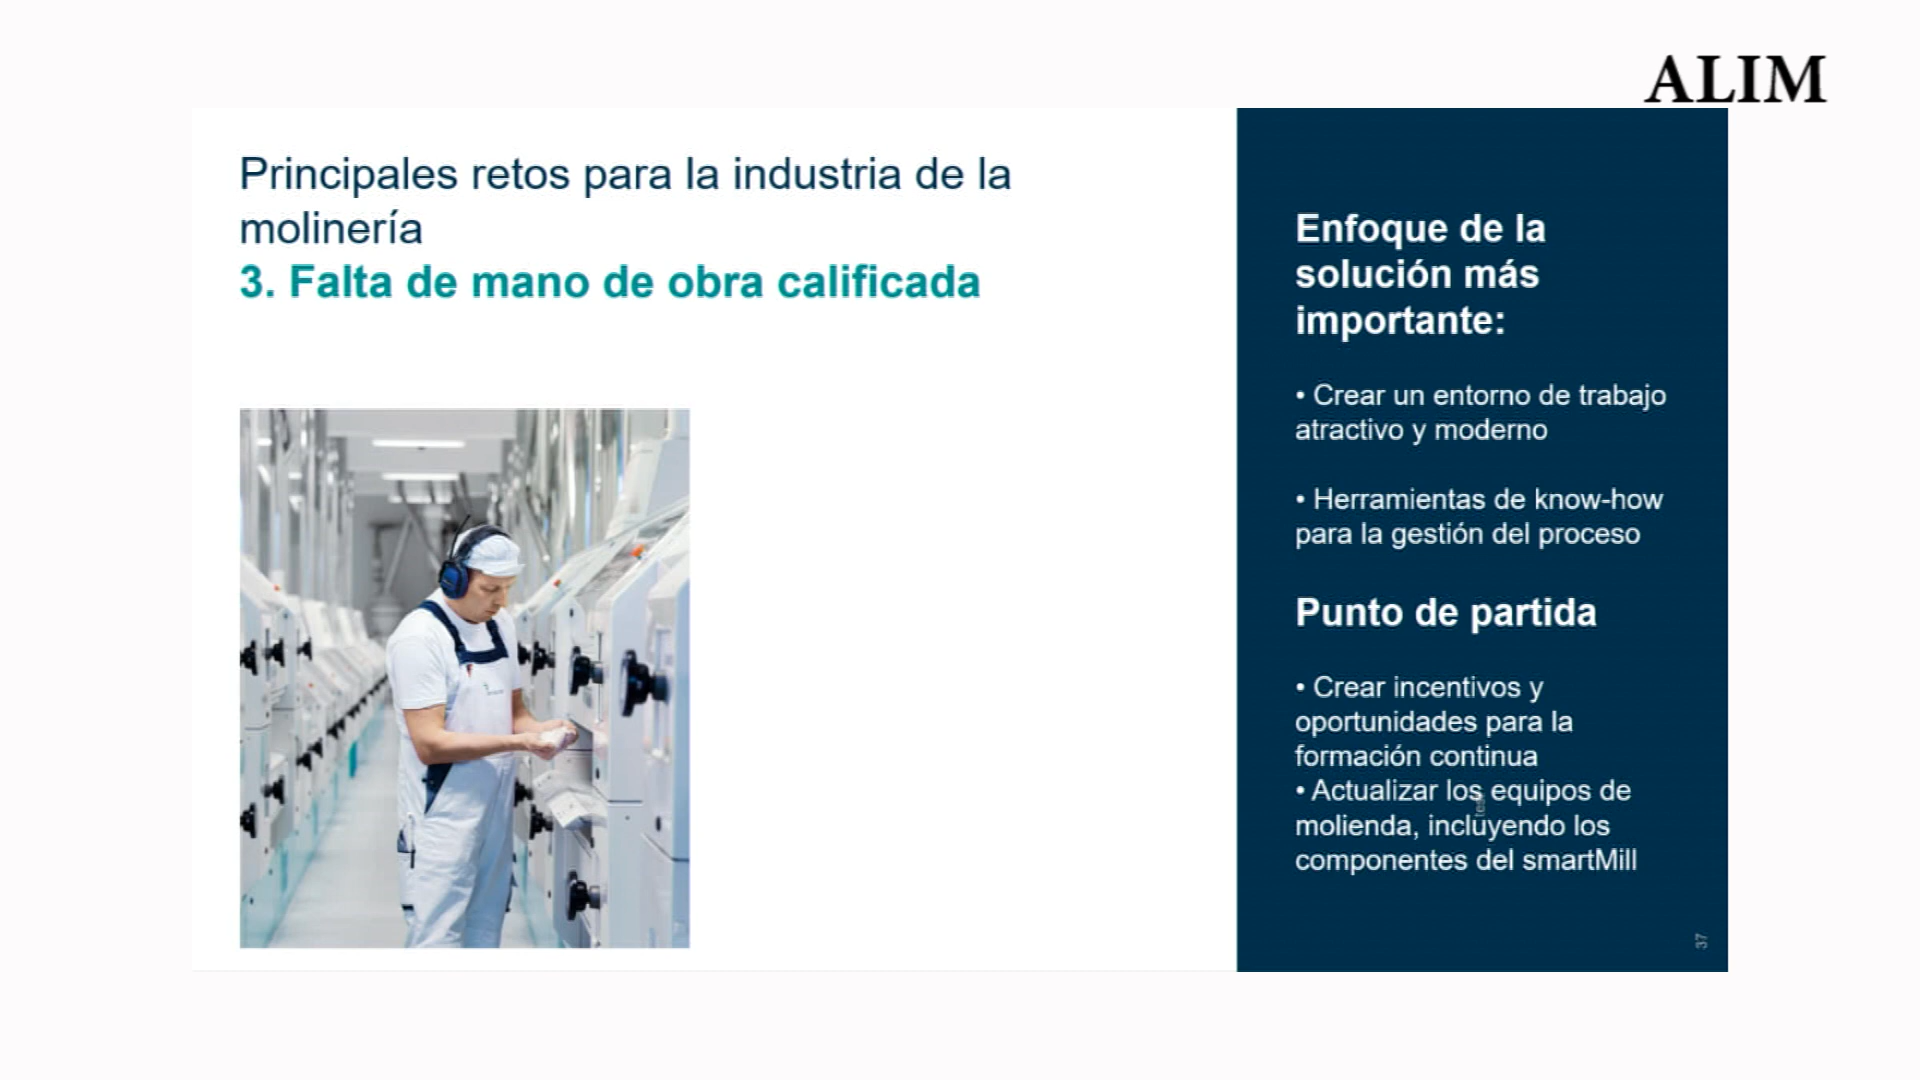 ALIM
Principales retos para la industria de la
molinería
3. Falta de mano de obra calificada
Enfoque de la
solución más
importante:
• Crear un entorno de trabajo
atractivo y moderno
• Herramientas de know-how
para la gestión del proceso
Punto de partida
• Crear incentivos y
oportunidades para la
formación continua
• Actualizar los equipos de
molienda, incluyendo los
componentes del smartMill
37